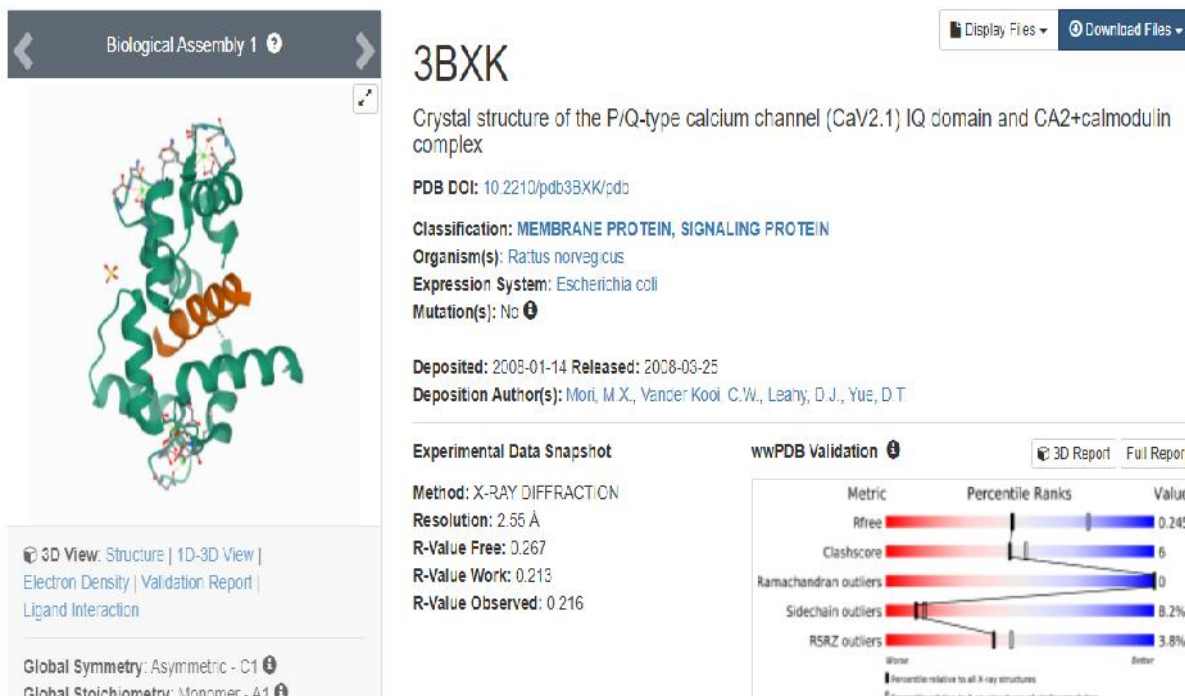 Biological Assembly 1
Display Files
Download Files
3BXK
Crystal structure of the P/Q-type calcium channel (CaV2.1) IQ domain and CA2+calmodulin
complex
PDB DOI: 10.2210/pdb3BXK/pdb
Classification: MEMBRANE PROTEIN, SIGNALING PROTEIN
Organism(s): Rattus norvegicus
Expression System: Escherichia coli
Mutation(s): No
Deposited: 2008-01-14 Released: 2008-03-25
Deposition Author(s): Mori, M.X., Vander Kooi, C.W., Leahy, D.J., Yue, D.T.
Experimental Data Snapshot
Method: X-RAY DIFFRACTION
Resolution: 2.55 Å
R-Value Free: 0.267
R-Value Work: 0.213
R-Value Observed: 0.216
wwPDB Validation
3D Report
Full Repor
Metric Percentile Ranks Value
Rfree 0.245
Clashscore 6
Ramachandran outliers 0
Sidechain outliers 8.2%
RSRZ outliers 3.8%
Worse Better
Percentile relative to all X-ray structures
3D View: Structure | 1D-3D View |
Electron Density | Validation Report |
Ligand Interaction
Global Symmetry: Asymmetric - C1
Global Stoichiometry: Monomer - A1